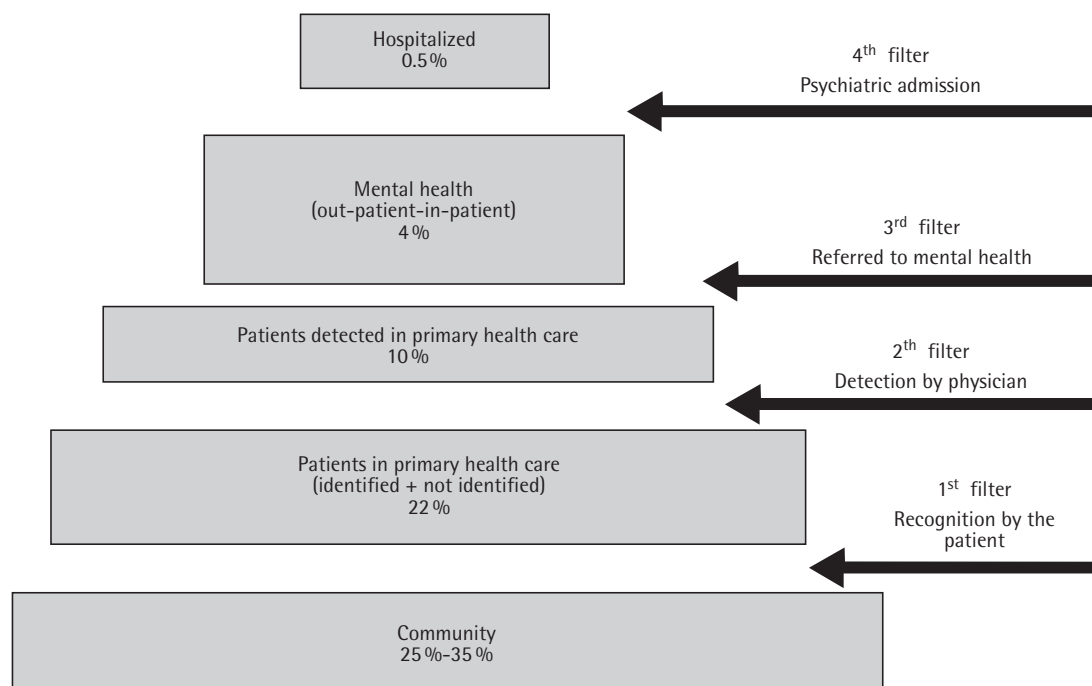 Hospitalized
0.5%
4th filter
Psychiatric admission
Mental health
(out-patient-in-patient)
4%
3rd filter
Referred to mental health
Patients detected in primary health care
10%
2th filter
Detection by physician
Patients in primary health care
(identified + not identified)
22%
1st filter
Recognition by the
patient
Community
25%-35%